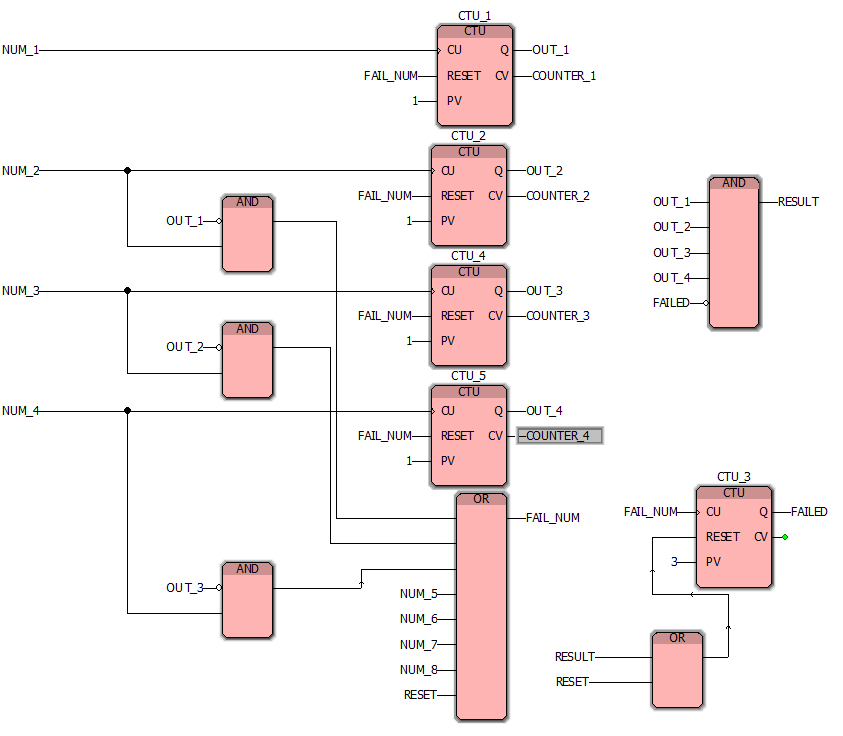 CTU_1
CTU
NUM_1 CU Q OUT_1
FAIL_NUM RESET CV COUNTER_1
1 PV
CTU_2
CTU
NUM_2 CU Q OUT_2
FAIL_NUM RESET CV COUNTER_2
1 PV
AND
OUT_1
CTU_4
CTU
NUM_3 CU Q OUT_3
FAIL_NUM RESET CV COUNTER_3
1 PV
AND
OUT_2
CTU_5
CTU
NUM_4 CU Q OUT_4
FAIL_NUM RESET CV COUNTER_4
1 PV
OR
FAIL_NUM
AND
OUT_3
NUM_5
NUM_6
NUM_7
NUM_8
RESET
AND
OUT_1 RESULT
OUT_2
OUT_3
OUT_4
FAILED
CTU_3
CTU
FAIL_NUM CU Q FAILED
RESET CV
3 PV
OR
RESULT
RESET